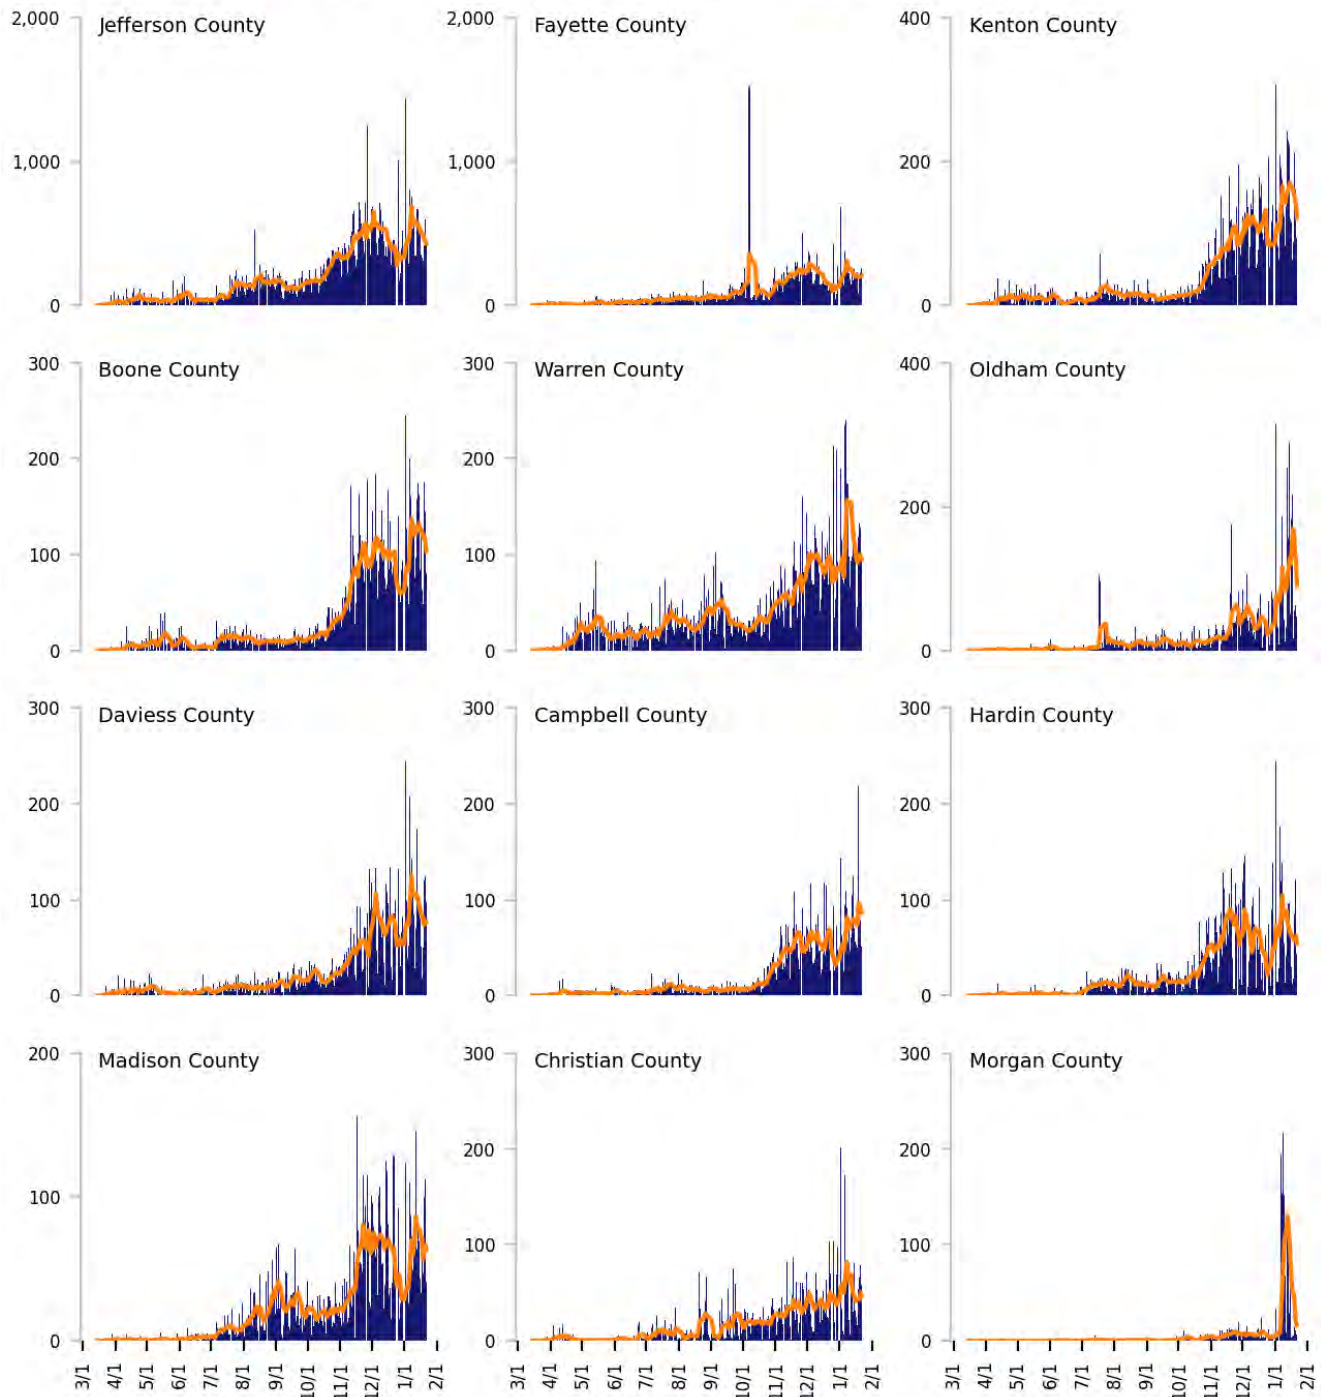 2,000 Jefferson County 2,000 Fayette County 400 Kenton County
300
1,000 1,000 200
100
0 0 0
300 Boone County 300 Warren County 400 Oldham County
200 200 200
100 100
0 0 0
300 Daviess County 300 Campbell County 300 Hardin County
200 200 200
100 100 100
0 0 0
200 Madison County 300 Christian County 300 Morgan County
200 200
100 100 100
0 0 0
3/1 4/1 5/1 6/1 7/1 8/1 9/1 10/1 11/1 12/1 1/1 2/1 3/1 4/1 5/1 6/1 7/1 8/1 9/1 10/1 11/1 12/1 1/1 2/1 3/1 4/1 5/1 6/1 7/1 8/1 9/1 10/1 11/1 12/1 1/1 2/1